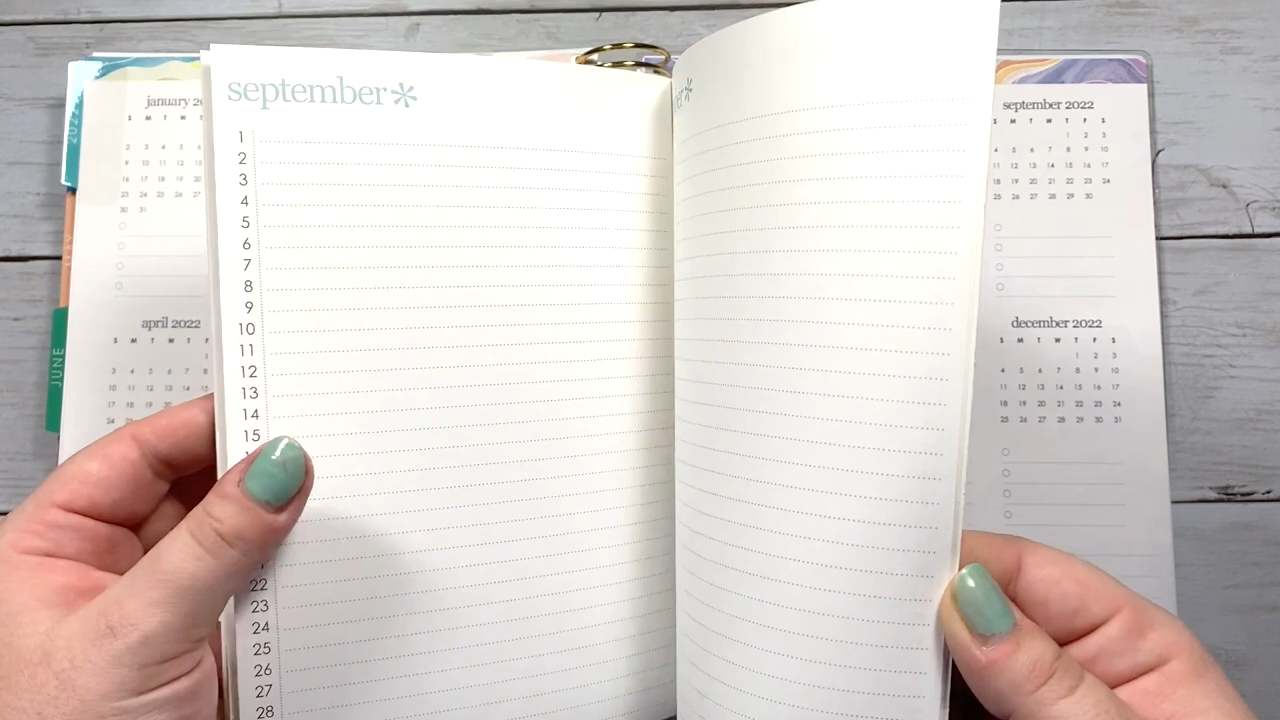 september*
1
2
3
4
5
6
7
8
9
10
11
12
13
14
15
22
23
24
25
26
27
28
er*
2022
JUNE
january 20
S M T W T
2 3 4 5 6
9 10 11 12 13
16 17 18 19 20
23 24 25 26 27
30 31
april 2022
S M T W T F
1
3 4 5 6 7 8
10 11 12 13 14 15
17 18 19 20
24
september 2022
S M T W T F S
1 2 3
4 5 6 7 8 9 10
11 12 13 14 15 16 17
18 19 20 21 22 23 24
25 26 27 28 29 30
december 2022
S M T W T F S
1 2 3
4 5 6 7 8 9 10
11 12 13 14 15 16 17
18 19 20 21 22 23 24
25 26 27 28 29 30 31